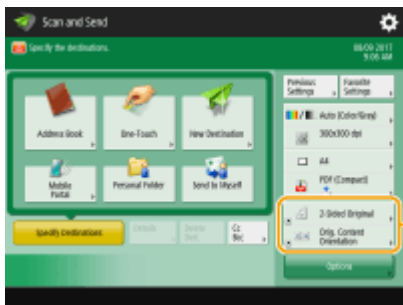 Scan and Send
Specify the destinations.
08/09 2017
9:06 AM
Previous Settings
Favorite Settings
Address Book
One-Touch
New Destination
Auto (Color/Gray)
300x300 dpi
A4
PDF (Compact)
Mobile Portal
Personal Folder
Send to Myself
2-Sided Original
Orig. Content Orientation
Specify Destinations
Details
Delete Dest.
Cc Bcc
Options